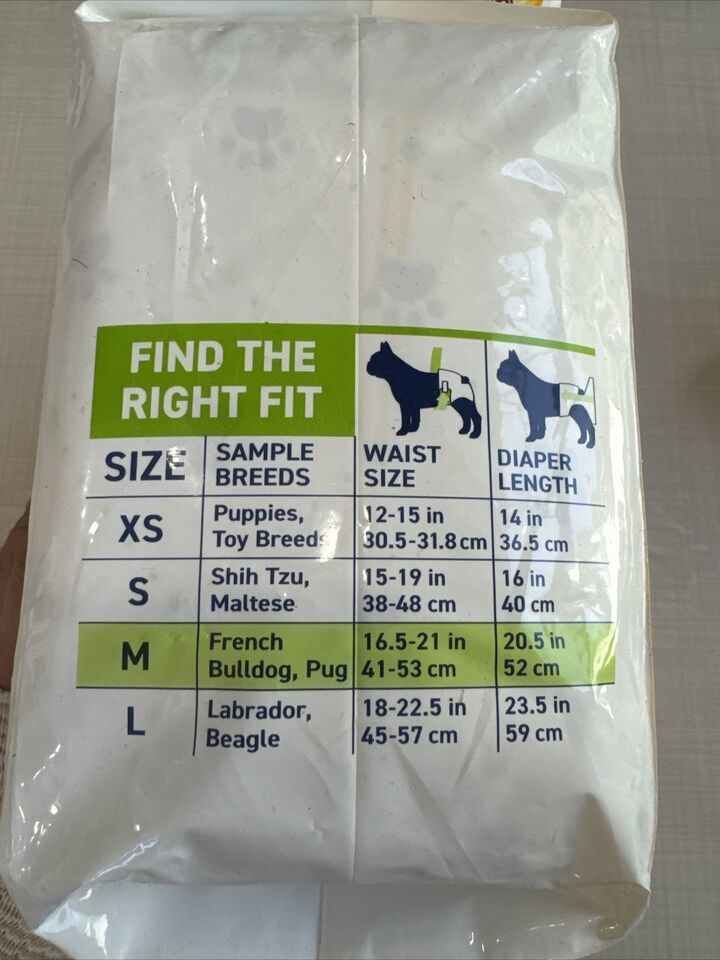 FIND THE
RIGHT FIT
SIZE
SAMPLE
BREEDS
WAIST
SIZE
DIAPER
LENGTH
XS
Puppies,
Toy Breeds
12-15 in
30.5-31.8 cm
14 in
36.5 cm
S
Shih Tzu,
Maltese
15-19 in
38-48 cm
16 in
40 cm
M
French
Bulldog, Pug
16.5-21 in
41-53 cm
20.5 in
52 cm
L
Labrador,
Beagle
18-22.5 in
45-57 cm
23.5 in
59 cm